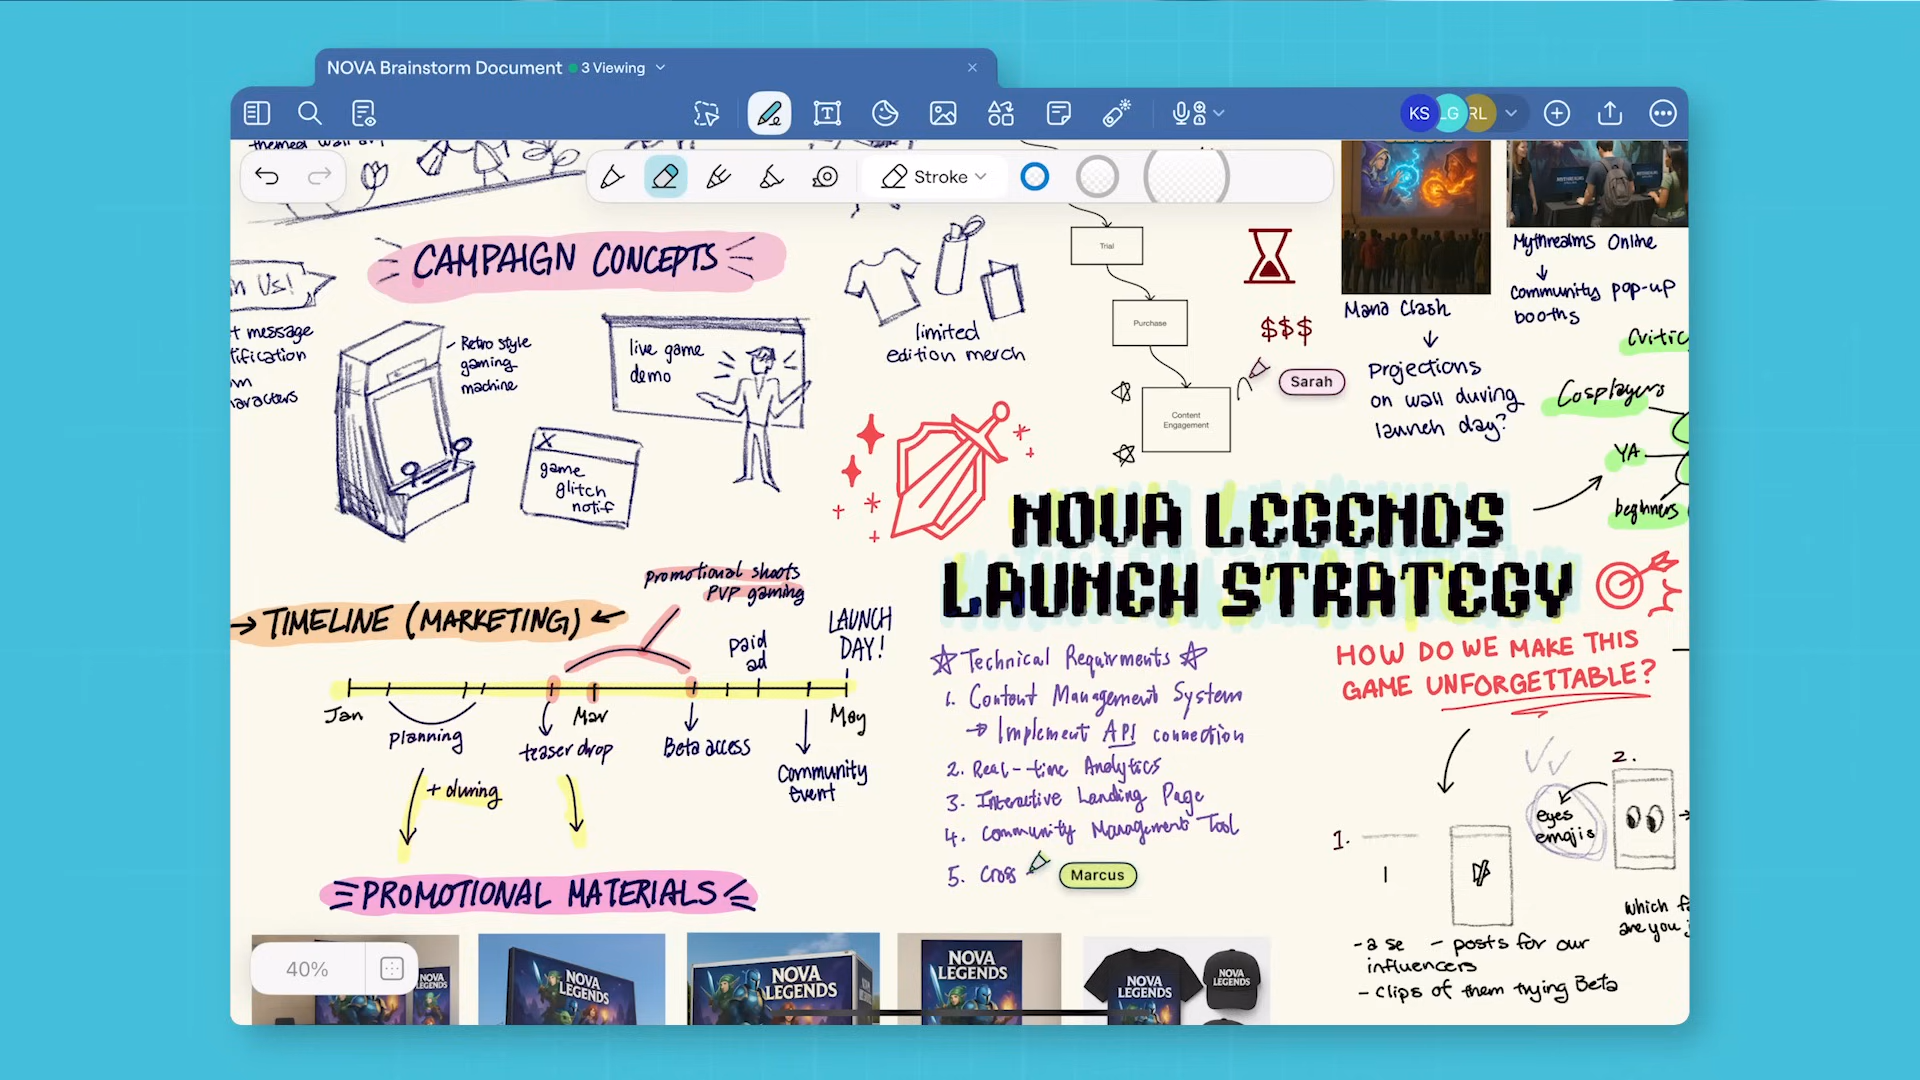 NOVA Brainstorm Document
3 Viewing
KS
LG
RL
Stroke
CAMPAIGN CONCEPTS
Us!
message
Retro style
gaming
machine
live game
demo
X
game
glitch
notif
limited
edition merch
Trial
Purchase
Content
Engagement
$$$
Sarah
Mana Clash
Projections
on wall during
launch day?
Mythrealms Online
Community pop-up
booths
Cosplayers
YA
beginners
NOVA LEGENDS
LAUNCH STRATEGY
TIMELINE (MARKETING)
promotional shoots
PVP gaming
paid
ad
LAUNCH
DAY!
Jan
Mar
May
planning
teaser drop
Beta access
Community
Event
+ during
PROMOTIONAL MATERIALS
Technical Requirments
1. Content Management System
→ Implement API connection
2. Real-time Analytics
3. Interactive Landing Page
4. Community Management Tool
5. Cross
Marcus
HOW DO WE MAKE THIS
GAME UNFORGETTABLE?
1.
2.
eyes
emojis
which
are you
- a se - posts for our
influencers
- clips of them trying Beta
40%
NOVA
LEGENDS
NOVA
LEGENDS
NOVA
LEGENDS
NOVA
LEGENDS
NOVA
LEGENDS
NOVA
LEGENDS